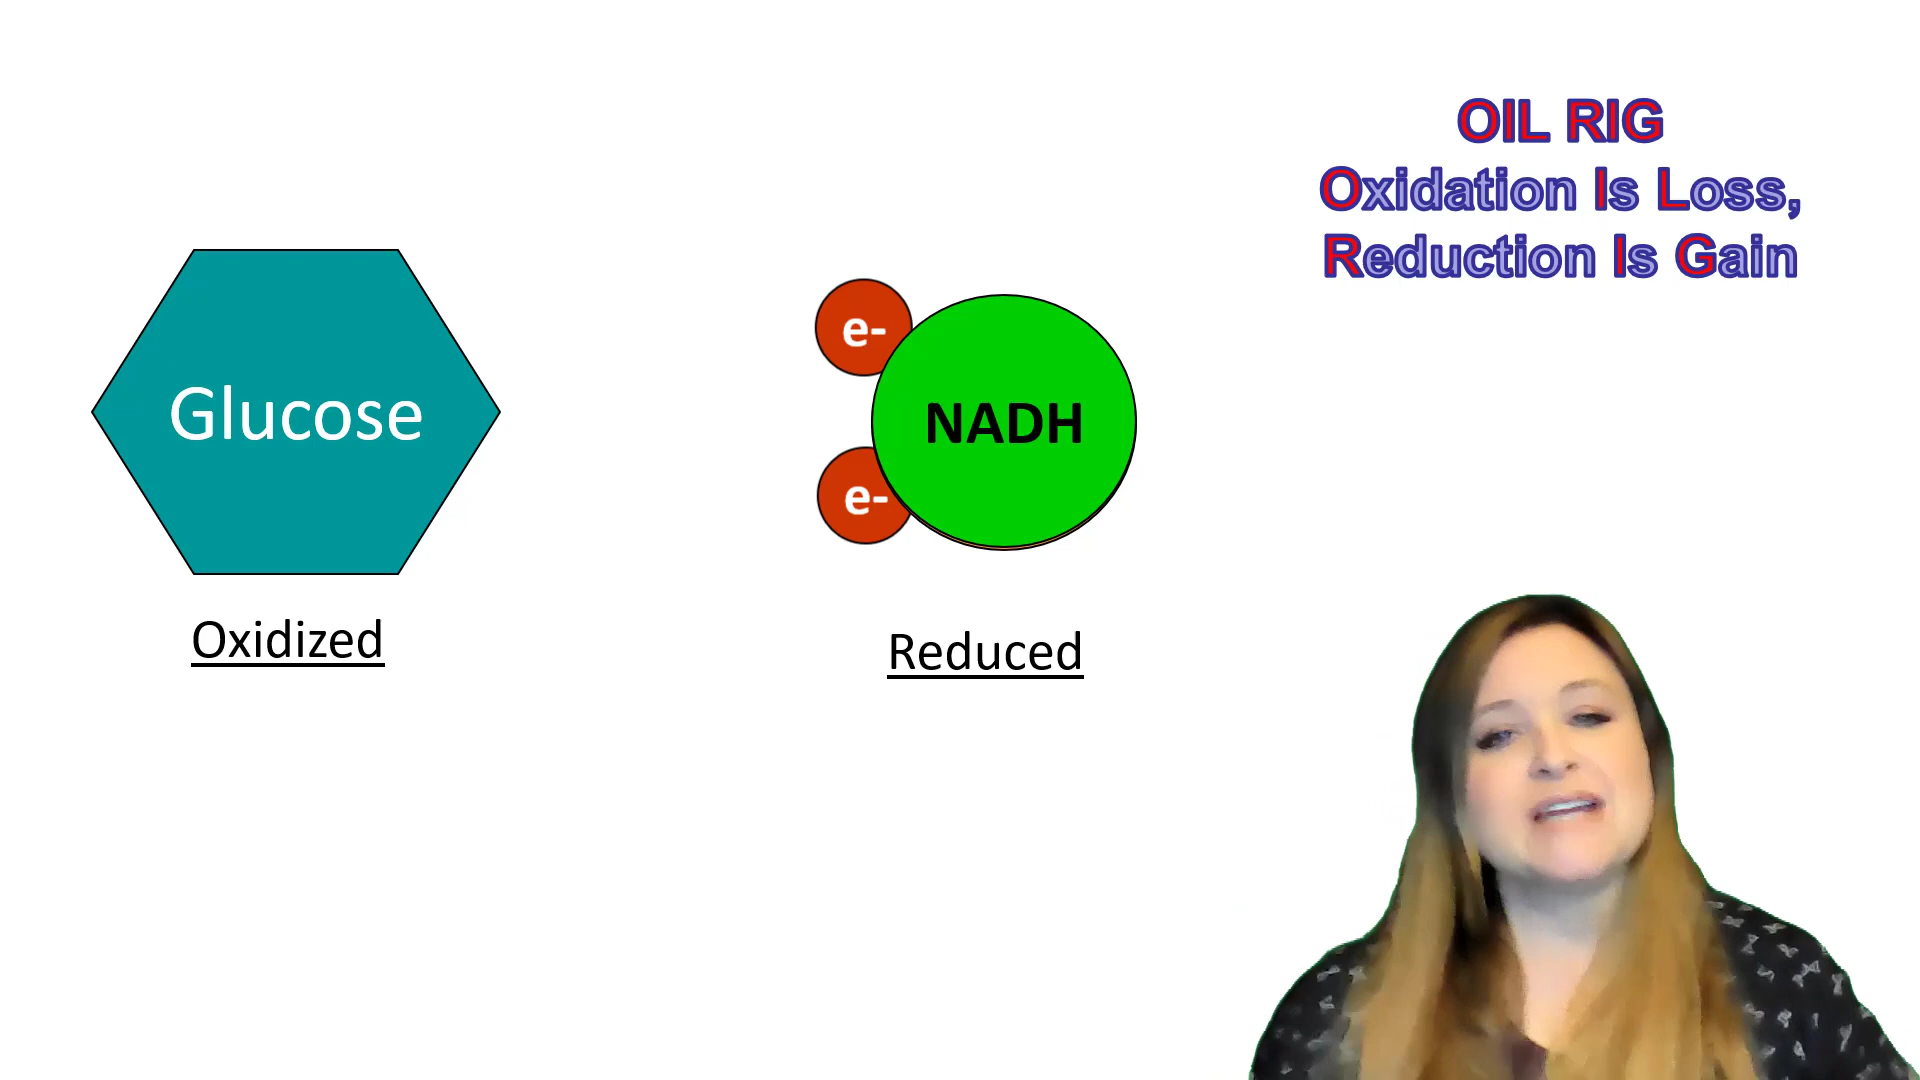 OIL RIG
Oxidation Is Loss,
Reduction Is Gain
Glucose
e-
NADH
e-
Oxidized
Reduced